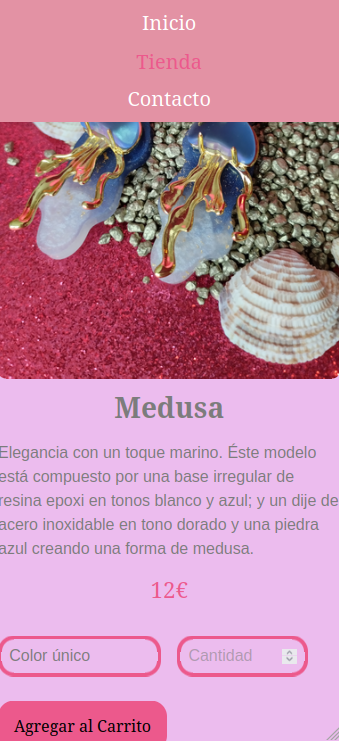 Inicio
Tienda
Contacto
Medusa
Elegancia con un toque marino. Éste modelo
está compuesto por una base irregular de
resina epoxi en tonos blanco y azul; y un dije de
acero inoxidable en tono dorado y una piedra
azul creando una forma de medusa.
12€
Color único Cantidad
Agregar al Carrito